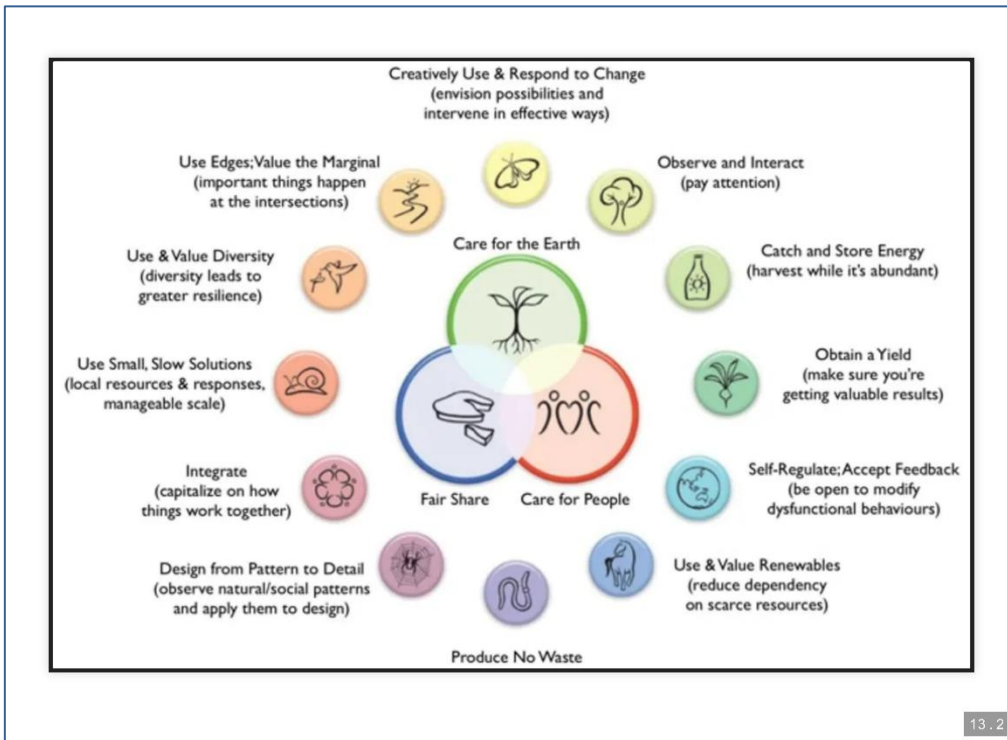 Creatively Use & Respond to Change
(envision possibilities and
intervene in effective ways)
Observe and Interact
(pay attention)
Catch and Store Energy
(harvest while it's abundant)
Obtain a Yield
(make sure you're
getting valuable results)
Self-Regulate; Accept Feedback
(be open to modify
dysfunctional behaviours)
Use & Value Renewables
(reduce dependency
on scarce resources)
Produce No Waste
Design from Pattern to Detail
(observe natural/social patterns
and apply them to design)
Integrate
(capitalize on how
things work together)
Use Small, Slow Solutions
(local resources & responses,
manageable scale)
Use & Value Diversity
(diversity leads to
greater resilience)
Use Edges; Value the Marginal
(important things happen
at the intersections)
Care for the Earth
Fair Share
Care for People
13.2